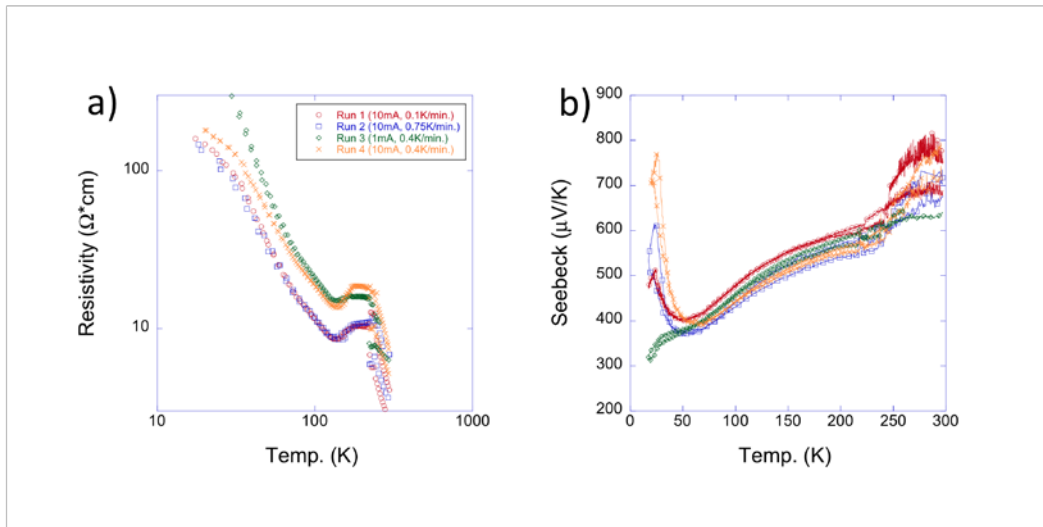 a)
Run 1 (10mA, 0.1K/min.)
Run 2 (10mA, 0.75K/min.)
Run 3 (1mA, 0.4K/min.)
Run 4 (10mA, 0.4K/min.)
Resistivity (Ω*cm)
100
10
10
100
1000
Temp. (K)
b)
Seebeck (μV/K)
900
800
700
600
500
400
300
200
0
50
100
150
200
250
300
Temp. (K)